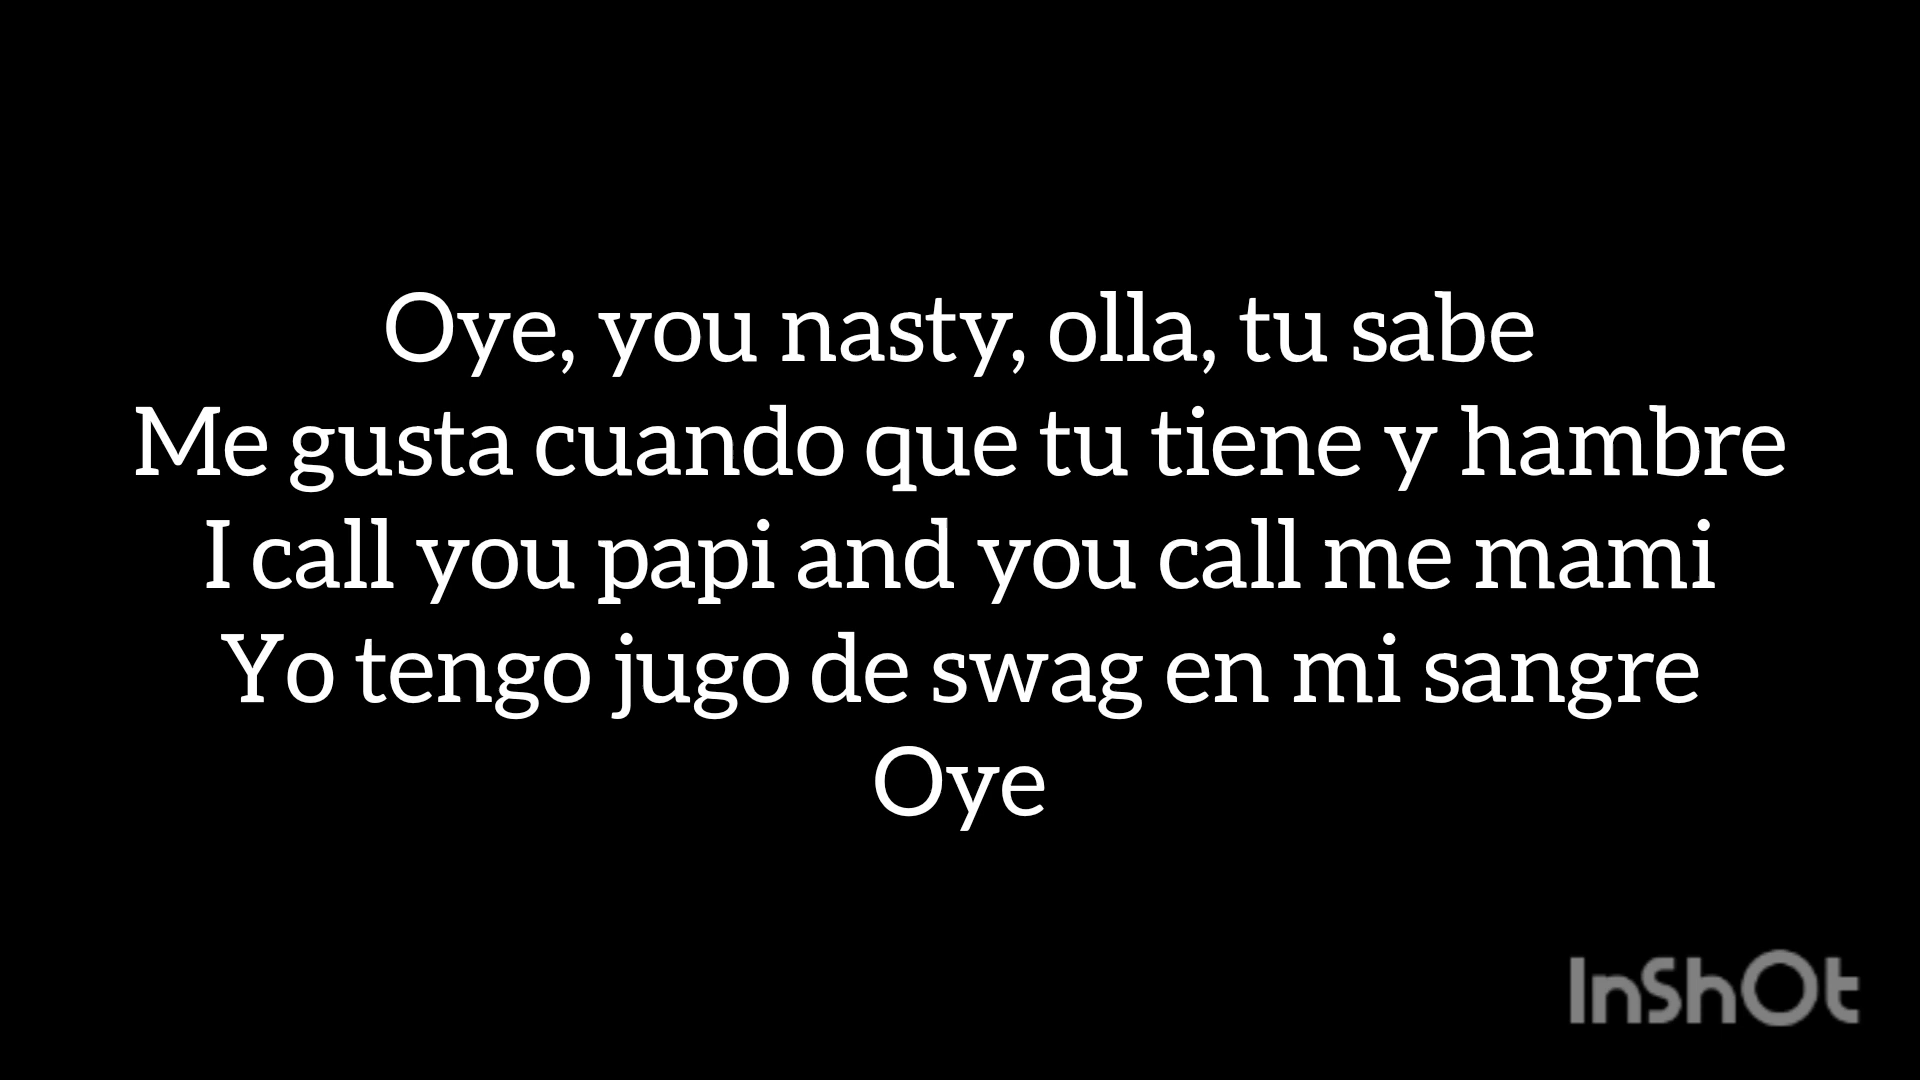 Oye, you nasty, olla, tu sabe
Me gusta cuando que tu tiene y hambre
I call you papi and you call me mami
Yo tengo jugo de swag en mi sangre
Oye
InShOt